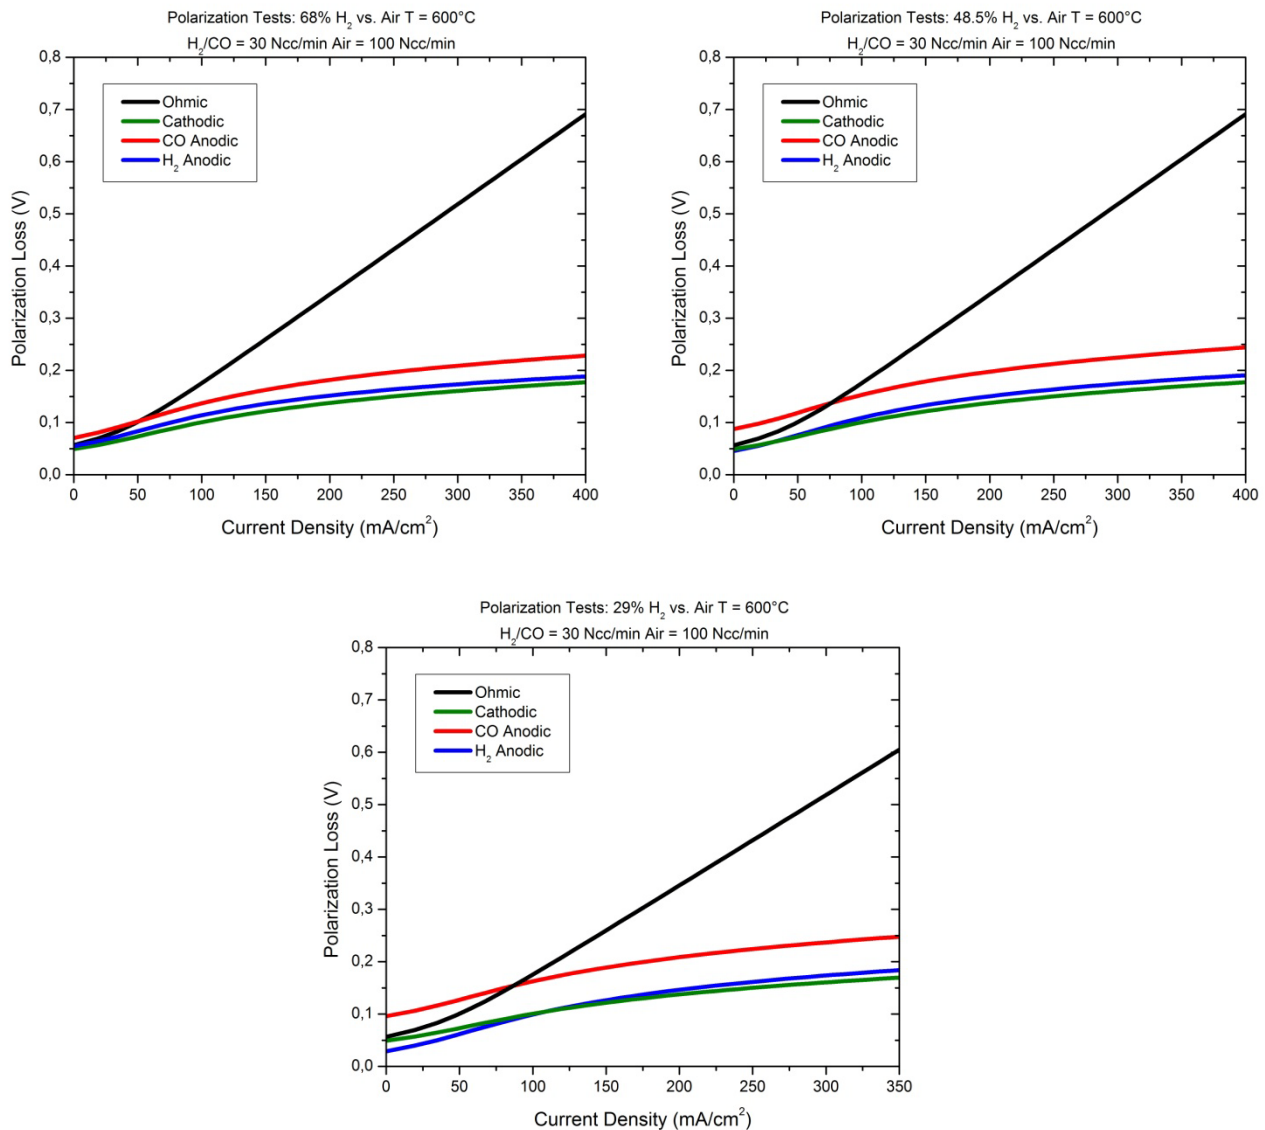 Polarization Tests: 68% H₂ vs. Air T = 600°C
H₂/CO = 30 Ncc/min Air = 100 Ncc/min
0,8
0,7
0,6
0,5
0,4
0,3
0,2
0,1
0,0
Polarization Loss (V)
Ohmic
Cathodic
CO Anodic
H₂ Anodic
0 50 100 150 200 250 300 350 400
Current Density (mA/cm²)
Polarization Tests: 48.5% H₂ vs. Air T = 600°C
H₂/CO = 30 Ncc/min Air = 100 Ncc/min
0,8
0,7
0,6
0,5
0,4
0,3
0,2
0,1
0,0
Polarization Loss (V)
Ohmic
Cathodic
CO Anodic
H₂ Anodic
0 50 100 150 200 250 300 350 400
Current Density (mA/cm²)
Polarization Tests: 29% H₂ vs. Air T = 600°C
H₂/CO = 30 Ncc/min Air = 100 Ncc/min
0,8
0,7
0,6
0,5
0,4
0,3
0,2
0,1
0,0
Polarization Loss (V)
Ohmic
Cathodic
CO Anodic
H₂ Anodic
0 50 100 150 200 250 300 350
Current Density (mA/cm²)